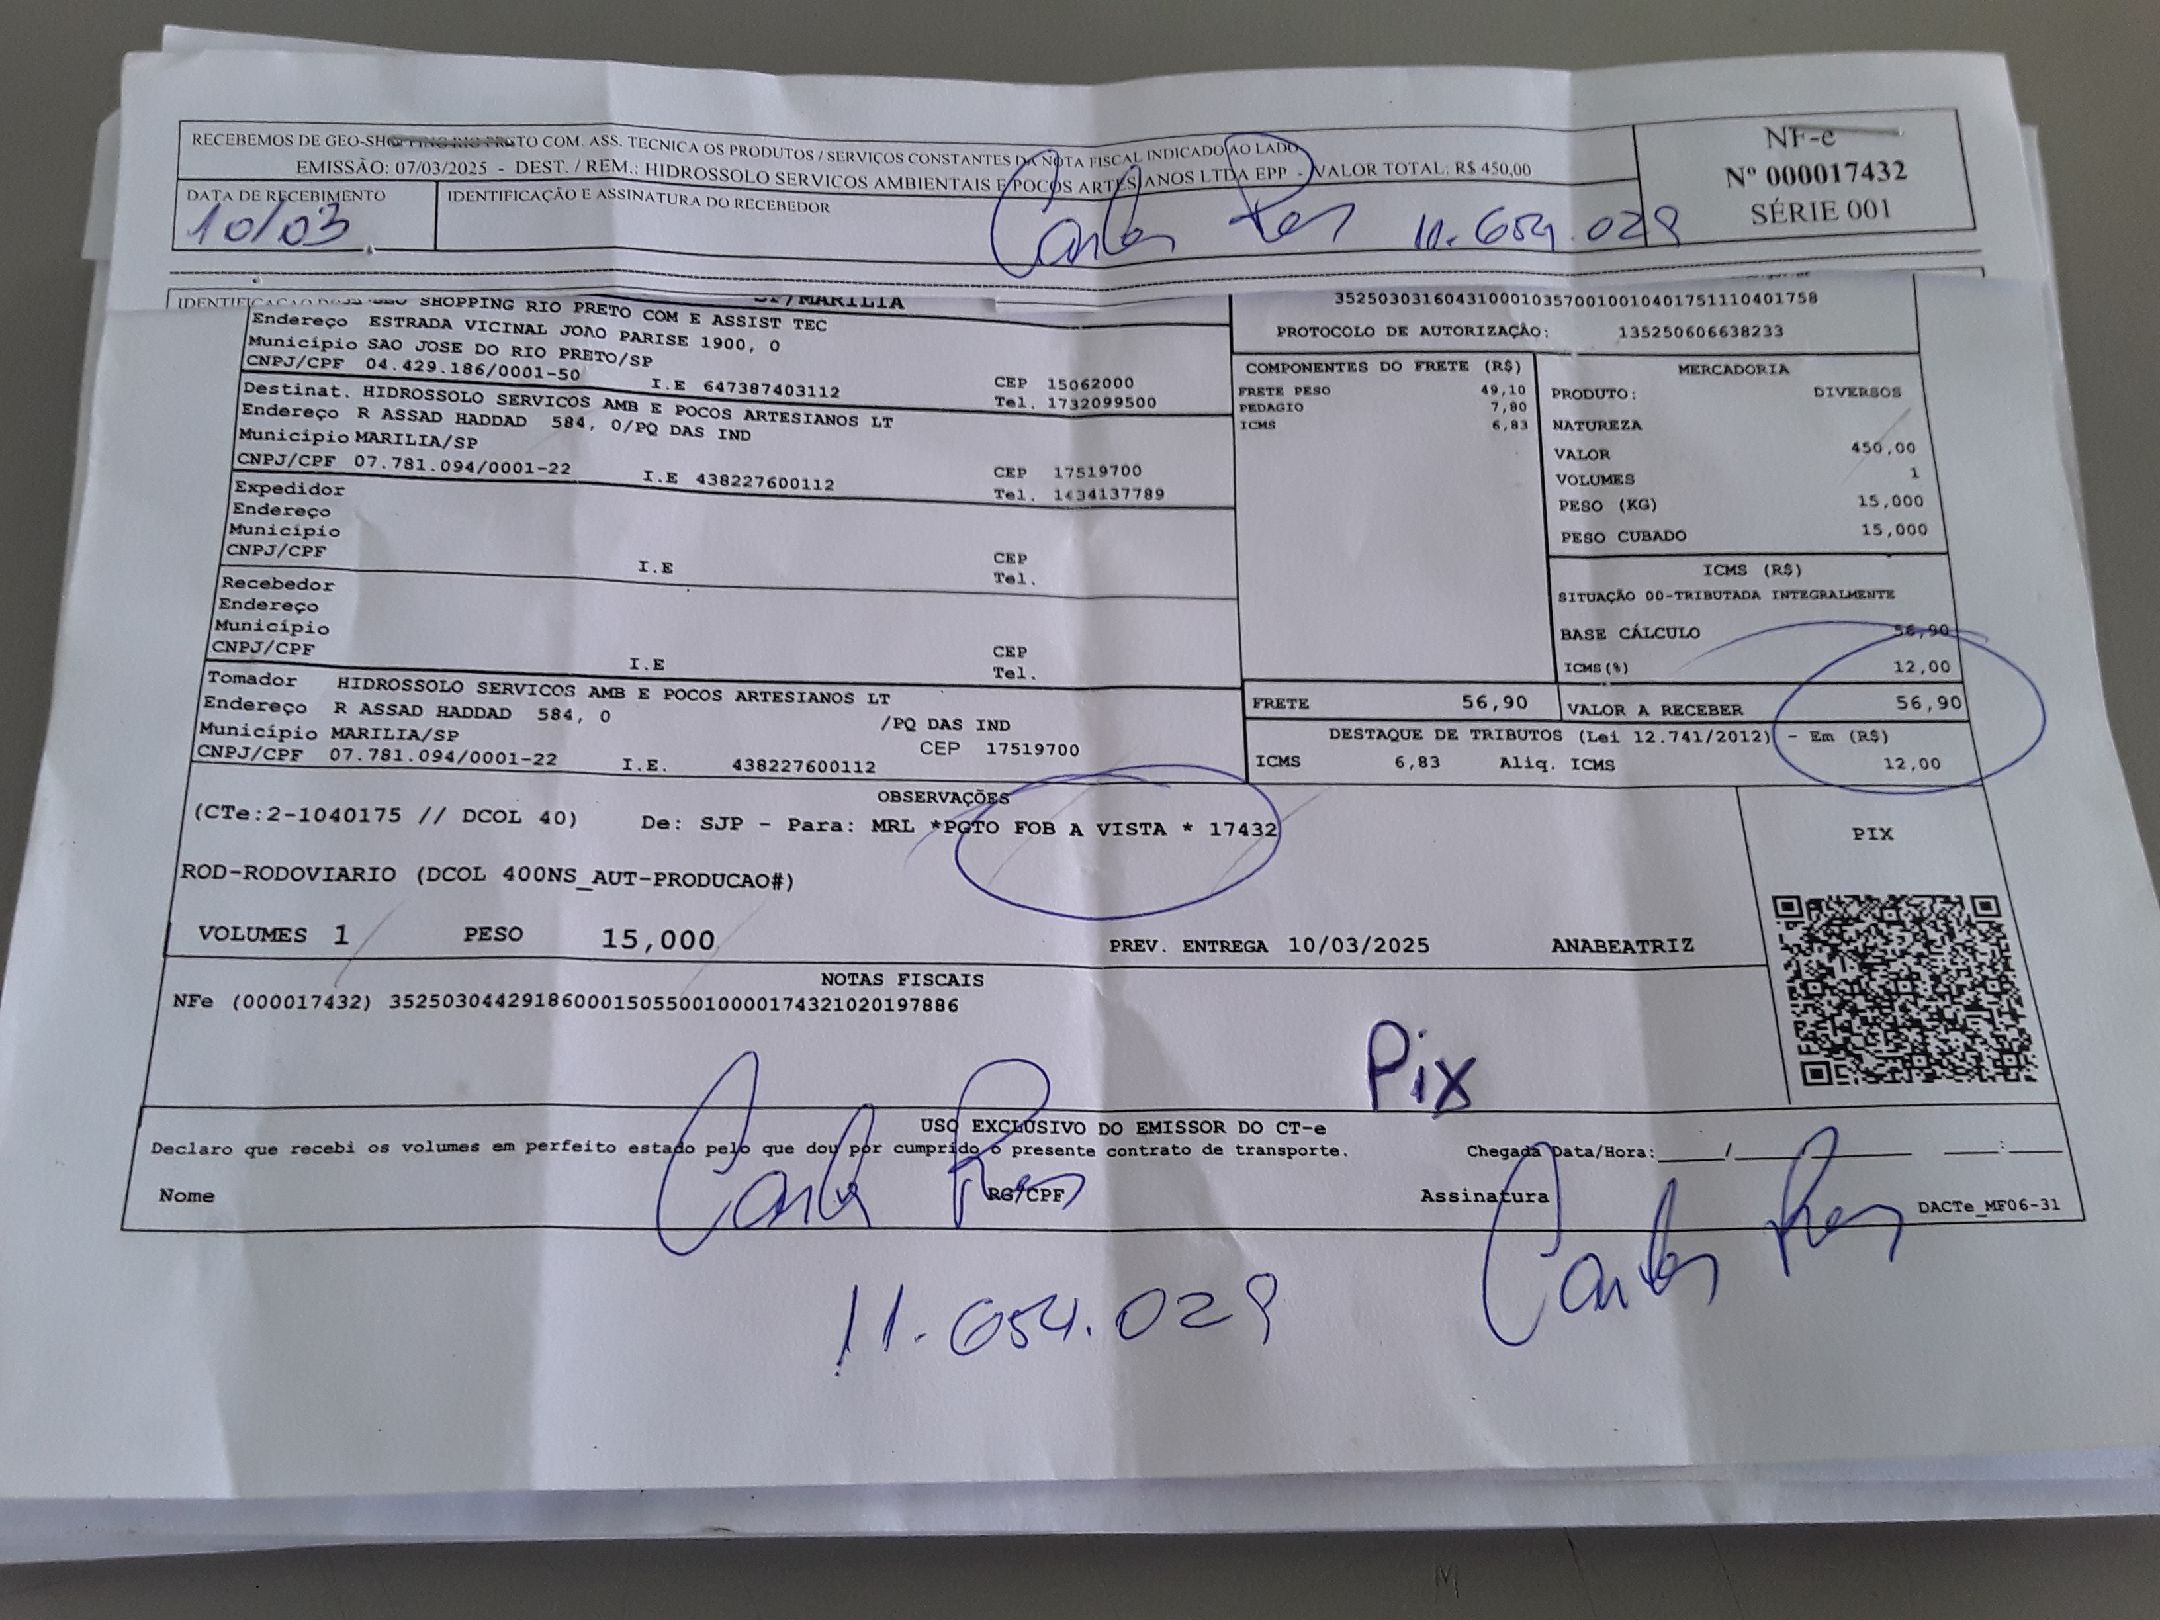 RECEBEMOS DE GEO-SHOPPING RIO PRETO COM. ASS. TECNICA OS PRODUTOS / SERVIÇOS CONSTANTES DA NOTA FISCAL INDICADO AO LADO
EMISSÃO: 07/03/2025 - DEST. / REM.: HIDROSSOLO SERVICOS AMBIENTAIS E POCOS ARTESIANOS LTDA EPP - VALOR TOTAL: R$ 450,00
NF-e
Nº 000017432
SÉRIE 001
DATA DE RECEBIMENTO
10/03
IDENTIFICAÇÃO E ASSINATURA DO RECEBEDOR
Carlos 11.654.029
SP/MARILIA
SHOPPING RIO PRETO COM E ASSIST TEC
Endereço ESTRADA VICINAL JOAO PARISE 1900, 0
Município SAO JOSE DO RIO PRETO/SP
CNPJ/CPF 04.429.186/0001-50 I.E 647387403112
CEP 15062000
Tel. 1732099500
Destinat. HIDROSSOLO SERVICOS AMB E POCOS ARTESIANOS LT
Endereço R ASSAD HADDAD 584, 0/PQ DAS IND
Município MARILIA/SP
CNPJ/CPF 07.781.094/0001-22 I.E 438227600112
CEP 17519700
Tel. 1434137789
Expedidor
Endereço
Município
CNPJ/CPF I.E
CEP
Tel.
Recebedor
Endereço
Município
CNPJ/CPF I.E
CEP
Tel.
Tomador HIDROSSOLO SERVICOS AMB E POCOS ARTESIANOS LT
Endereço R ASSAD HADDAD 584, 0 /PQ DAS IND
Município MARILIA/SP CEP 17519700
CNPJ/CPF 07.781.094/0001-22 I.E. 438227600112
35250303160431000103570010010401751110401758
PROTOCOLO DE AUTORIZAÇÃO: 135250606638233
COMPONENTES DO FRETE (R$)
FRETE PESO 49,10
PEDAGIO 7,80
ICMS 6,83
MERCADORIA
PRODUTO: DIVERSOS
NATUREZA
VALOR 450,00
VOLUMES 1
PESO (KG) 15,000
PESO CUBADO 15,000
ICMS (R$)
SITUAÇÃO 00-TRIBUTADA INTEGRALMENTE
BASE CÁLCULO 56,90
ICMS(%) 12,00
FRETE 56,90 VALOR A RECEBER 56,90
DESTAQUE DE TRIBUTOS (Lei 12.741/2012) - Em (R$)
ICMS 6,83 Aliq. ICMS 12,00
OBSERVAÇÕES
(CTe:2-1040175 // DCOL 40) De: SJP - Para: MRL *PGTO FOB A VISTA * 17432
ROD-RODOVIARIO (DCOL 400NS_AUT-PRODUCAO#)
PIX
VOLUMES 1 PESO 15,000 PREV. ENTREGA 10/03/2025 ANABEATRIZ
NOTAS FISCAIS
NFe (000017432) 35250304429186000150550010000174321020197886
Pix
USO EXCLUSIVO DO EMISSOR DO CT-e
Declaro que recebi os volumes em perfeito estado pelo que dou por cumprido o presente contrato de transporte. Chegada Data/Hora:____/____ ____:____
Nome Carlos RG/CPF Assinatura Carlos
DACTe_MF06-31
11.654.029